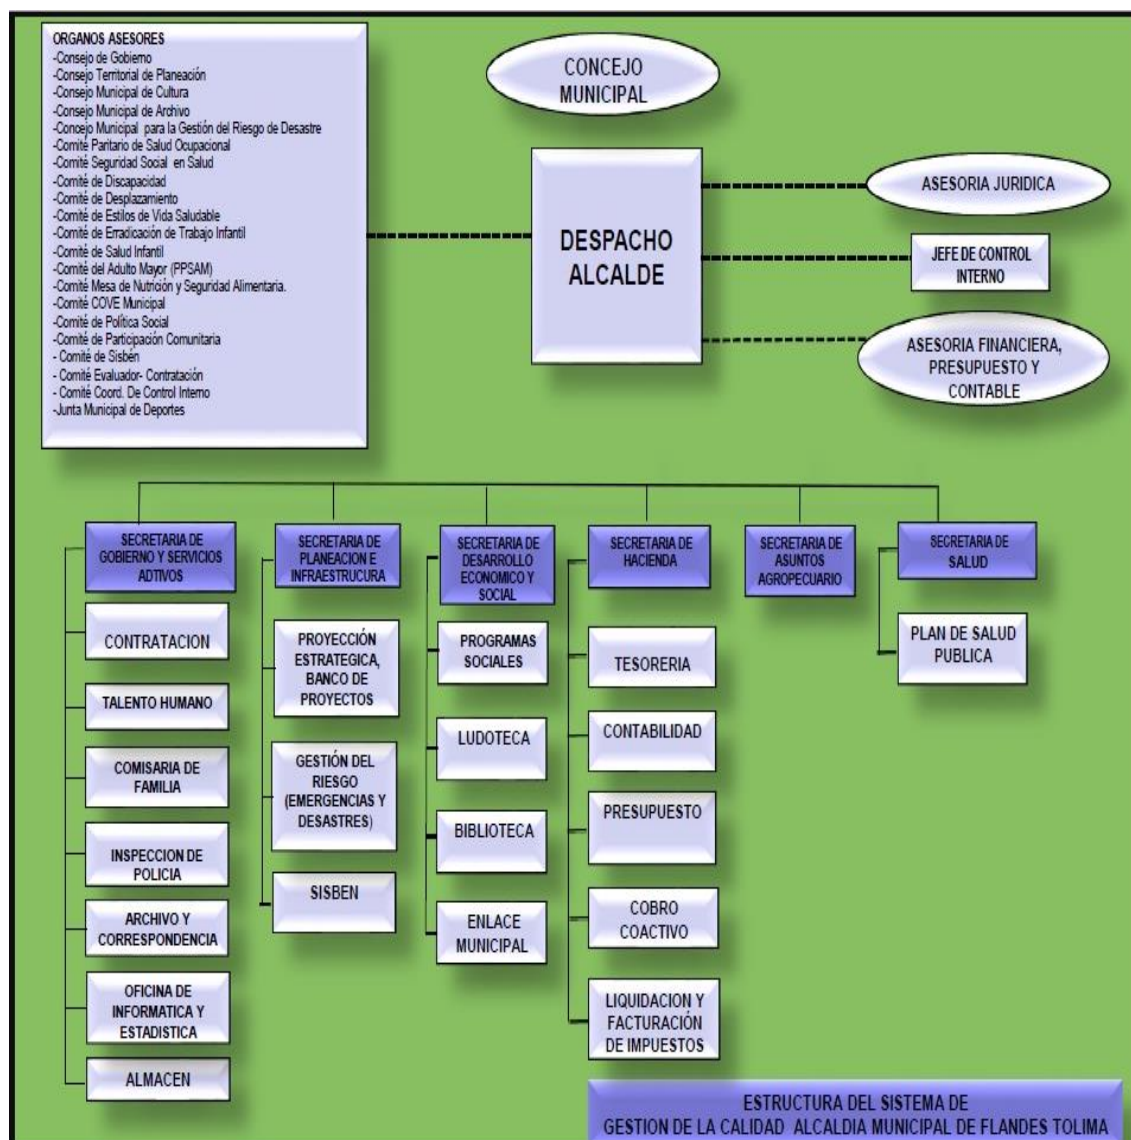 ORGANOS ASESORES
-Consejo de Gobierno
-Consejo Territorial de Planeación
-Consejo Municipal de Cultura
-Consejo Municipal de Archivo
-Concejo Municipal para la Gestión del Riesgo de Desastre
-Comité Paritario de Salud Ocupacional
-Comité Seguridad Social en Salud
-Comité de Discapacidad
-Comité de Desplazamiento
-Comité de Estilos de Vida Saludable
-Comité de Erradicación de Trabajo Infantil
-Comité de Salud Infantil
-Comité del Adulto Mayor (PPSAM)
-Comité Mesa de Nutrición y Seguridad Alimentaria.
-Comité COVE Municipal
-Comité de Política Social
-Comité de Participación Comunitaria
- Comité de Sisbén
- Comité Evaluador- Contratación
- Comité Coord. De Control Interno
-Junta Municipal de Deportes
CONCEJO
MUNICIPAL
DESPACHO
ALCALDE
ASESORIA JURIDICA
JEFE DE CONTROL
INTERNO
ASESORIA FINANCIERA,
PRESUPUESTO Y
CONTABLE
SECRETARIA DE
GOBIERNO Y SERVICIOS
ADTIVOS
CONTRATACION
TALENTO HUMANO
COMISARIA DE
FAMILIA
INSPECCION DE
POLICIA
ARCHIVO Y
CORRESPONDENCIA
OFICINA DE
INFORMATICA Y
ESTADISTICA
ALMACEN
SECRETARIA DE
PLANEACION E
INFRAESTRUCURA
PROYECCIÓN
ESTRATEGICA,
BANCO DE
PROYECTOS
GESTIÓN DEL
RIESGO
(EMERGENCIAS Y
DESASTRES)
SISBEN
SECRETARIA DE
DESARROLLO
ECONOMICO Y
SOCIAL
PROGRAMAS
SOCIALES
LUDOTECA
BIBLIOTECA
ENLACE
MUNICIPAL
SECRETARIA DE
HACIENDA
TESORERIA
CONTABILIDAD
PRESUPUESTO
COBRO
COACTIVO
LIQUIDACION Y
FACTURACIÓN
DE IMPUESTOS
SECRETARIA DE
ASUNTOS
AGROPECUARIO
SECRETARIA DE
SALUD
PLAN DE SALUD
PUBLICA
ESTRUCTURA DEL SISTEMA DE
GESTION DE LA CALIDAD ALCALDIA MUNICIPAL DE FLANDES TOLIMA